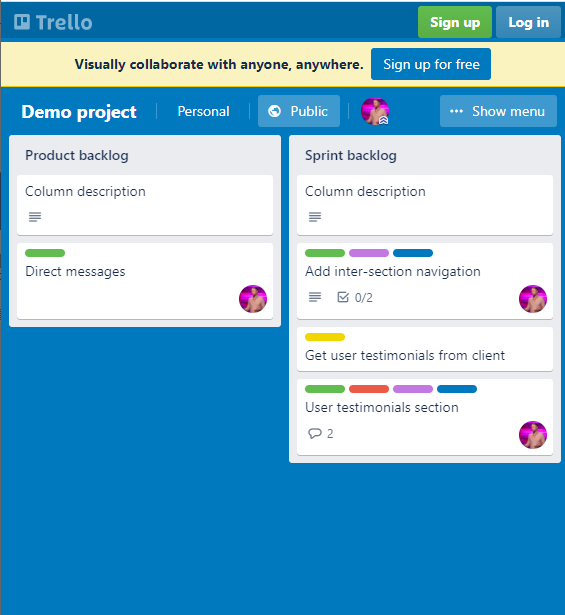 Trello
Sign up
Log in
Visually collaborate with anyone, anywhere.
Sign up for free
Demo project
Personal
Public
Show menu
Product backlog
Column description
Direct messages
Sprint backlog
Column description
Add inter-section navigation
0/2
Get user testimonials from client
User testimonials section
2